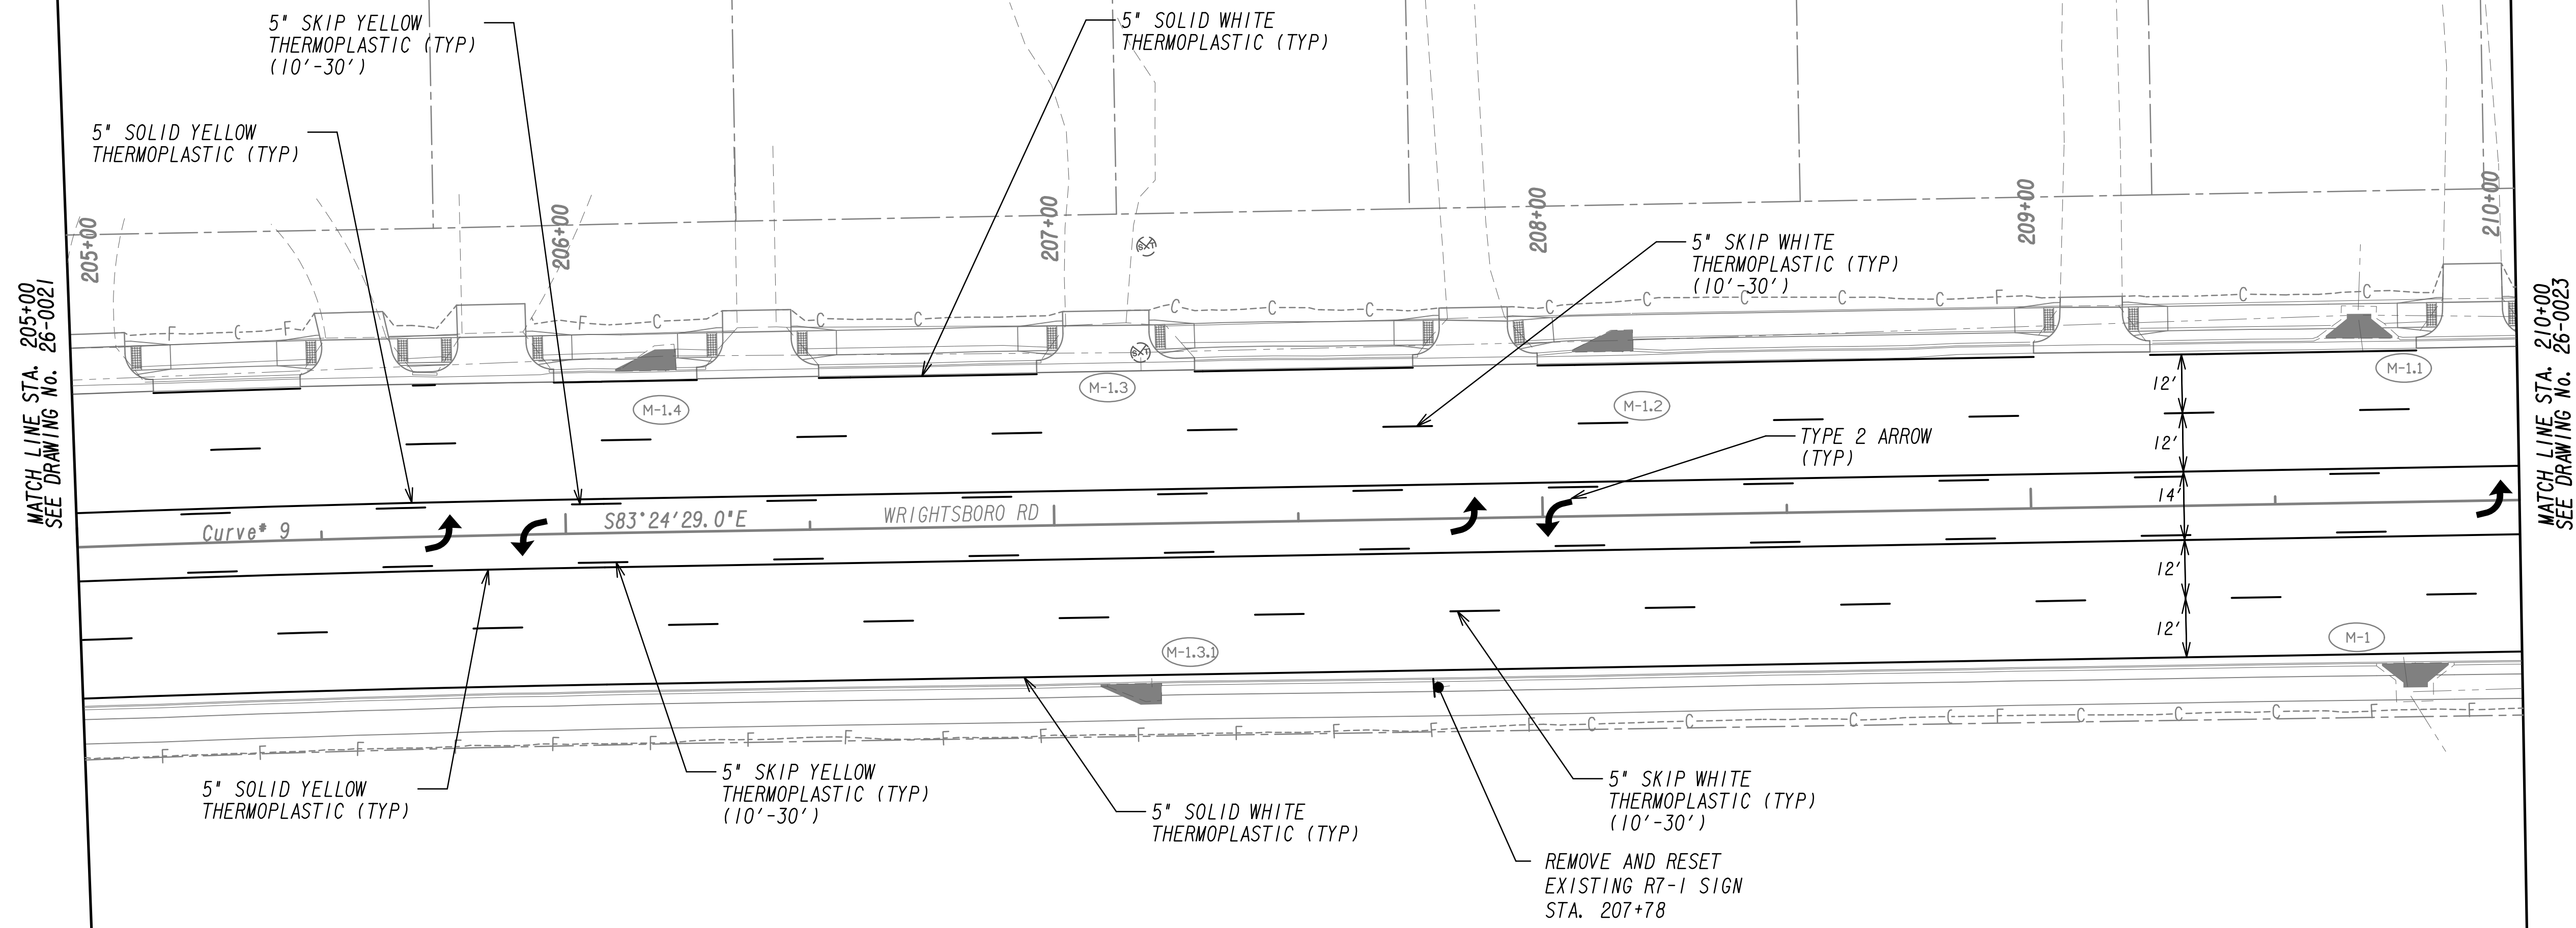 5" SKIP YELLOW
THERMOPLASTIC (TYP)
(10'-30')
5" SOLID WHITE
THERMOPLASTIC (TYP)
5" SOLID YELLOW
THERMOPLASTIC (TYP)
205+00
206+00
207+00
208+00
209+00
210+00
5" SKIP WHITE
THERMOPLASTIC (TYP)
(10'-30')
MATCH LINE STA. 205+00
SEE DRAWING No. 26-0021
MATCH LINE STA. 210+00
SEE DRAWING No. 26-0023
F C F F C C C C C C C C C C F C C
M-1.4
M-1.3
M-1.2
M-1.1
12'
12'
14'
12'
12'
TYPE 2 ARROW
(TYP)
Curve# 9
S83°24'29.0"E
WRIGHTSBORO RD
M-1.3.1
M-1
F F F F F F F F F F F F F F F C C C C F C C C F F
5" SOLID YELLOW
THERMOPLASTIC (TYP)
5" SKIP YELLOW
THERMOPLASTIC (TYP)
(10'-30')
5" SOLID WHITE
THERMOPLASTIC (TYP)
5" SKIP WHITE
THERMOPLASTIC (TYP)
(10'-30')
REMOVE AND RESET
EXISTING R7-1 SIGN
STA. 207+78